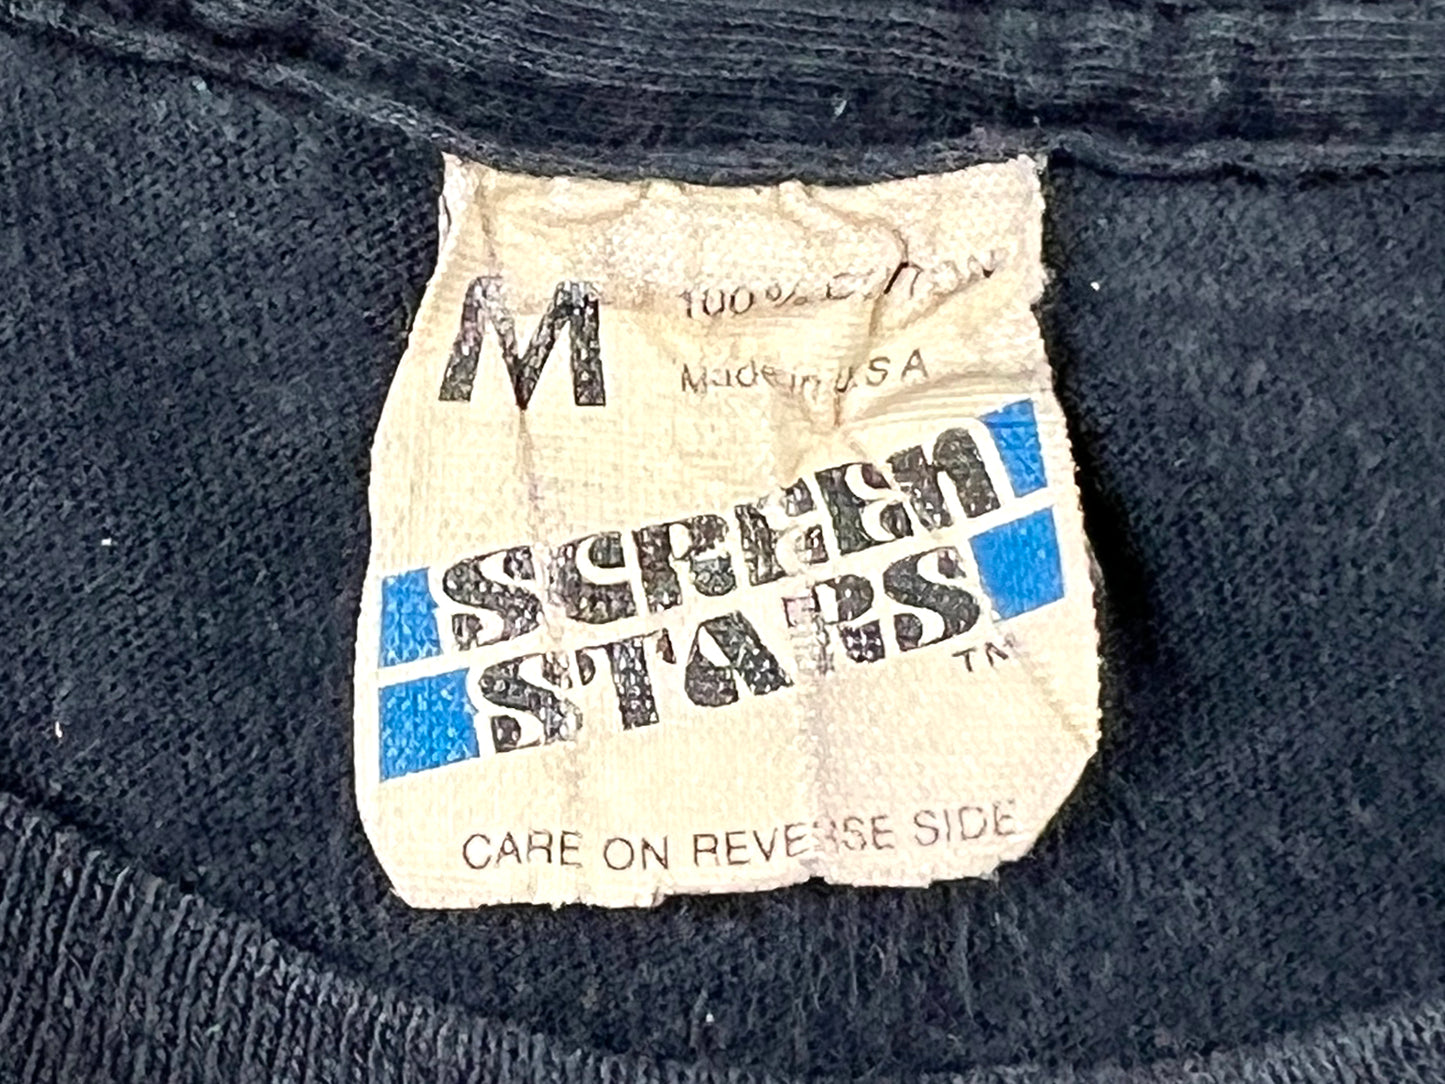 M
100% COTTON
Made in U.S.A
SCREEN
STARS
TM
CARE ON REVERSE SIDE